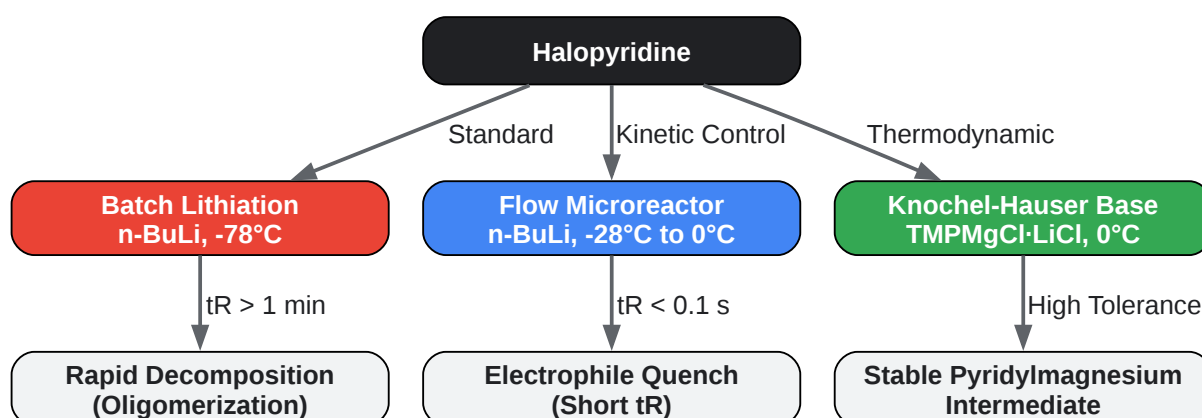 Halopyridine
Standard
Kinetic Control
Thermodynamic
Batch Lithiation
n-BuLi, -78°C
Flow Microreactor
n-BuLi, -28°C to 0°C
Knochel-Hauser Base
TMPMgCl·LiCl, 0°C
tR > 1 min
tR < 0.1 s
High Tolerance
Rapid Decomposition
(Oligomerization)
Electrophile Quench
(Short tR)
Stable Pyridylmagnesium
Intermediate